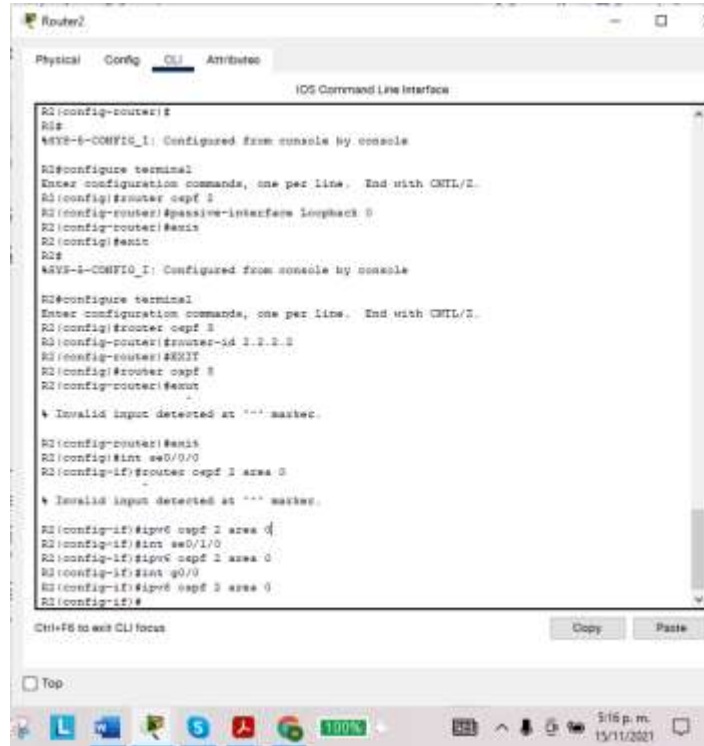 Router2
Physical Config CLI Attributes
IOS Command Line Interface
R2(config-router)#
R2#
%SYS-5-CONFIG_I: Configured from console by console
R2#configure terminal
Enter configuration commands, one per line. End with CNTL/Z.
R2(config)#router ospf 2
R2(config-router)#passive-interface Loopback 0
R2(config-router)#exit
R2(config)#exit
R2#
%SYS-5-CONFIG_I: Configured from console by console
R2#configure terminal
Enter configuration commands, one per line. End with CNTL/Z.
R2(config)#router ospf
R2(config-router)#router-id 2.2.2.2
R2(config-router)#EXIT
R2(config)#router ospf
R2(config-router)#exut
^
% Invalid input detected at '^' marker.
R2(config-router)#exit
R2(config)#int se0/0/0
R2(config-if)#router ospf 2 area 0
^
% Invalid input detected at '^' marker.
R2(config-if)#ipv6 ospf 2 area 0
R2(config-if)#int se0/1/0
R2(config-if)#ipv6 ospf 2 area 0
R2(config-if)#int g0/0
R2(config-if)#ipv6 ospf 2 area 0
R2(config-if)#
Ctrl+F6 to exit CLI focus
Copy Paste
Top
100%
5:16 p. m.
15/11/2021